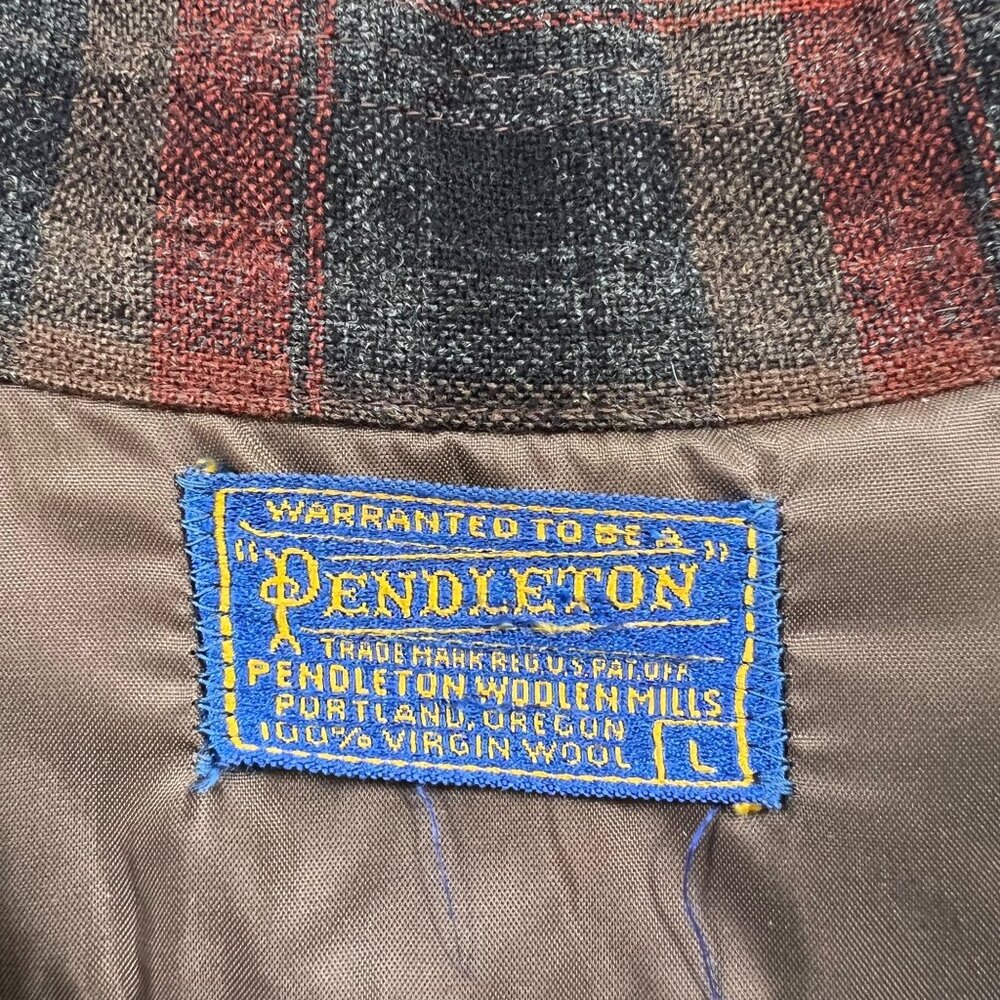 WARRANTED TO BE A
"PENDLETON"
TRADE MARK REG. U.S. PAT. OFF.
PENDLETON WOOLEN MILLS
PORTLAND, OREGON
100% VIRGIN WOOL
L